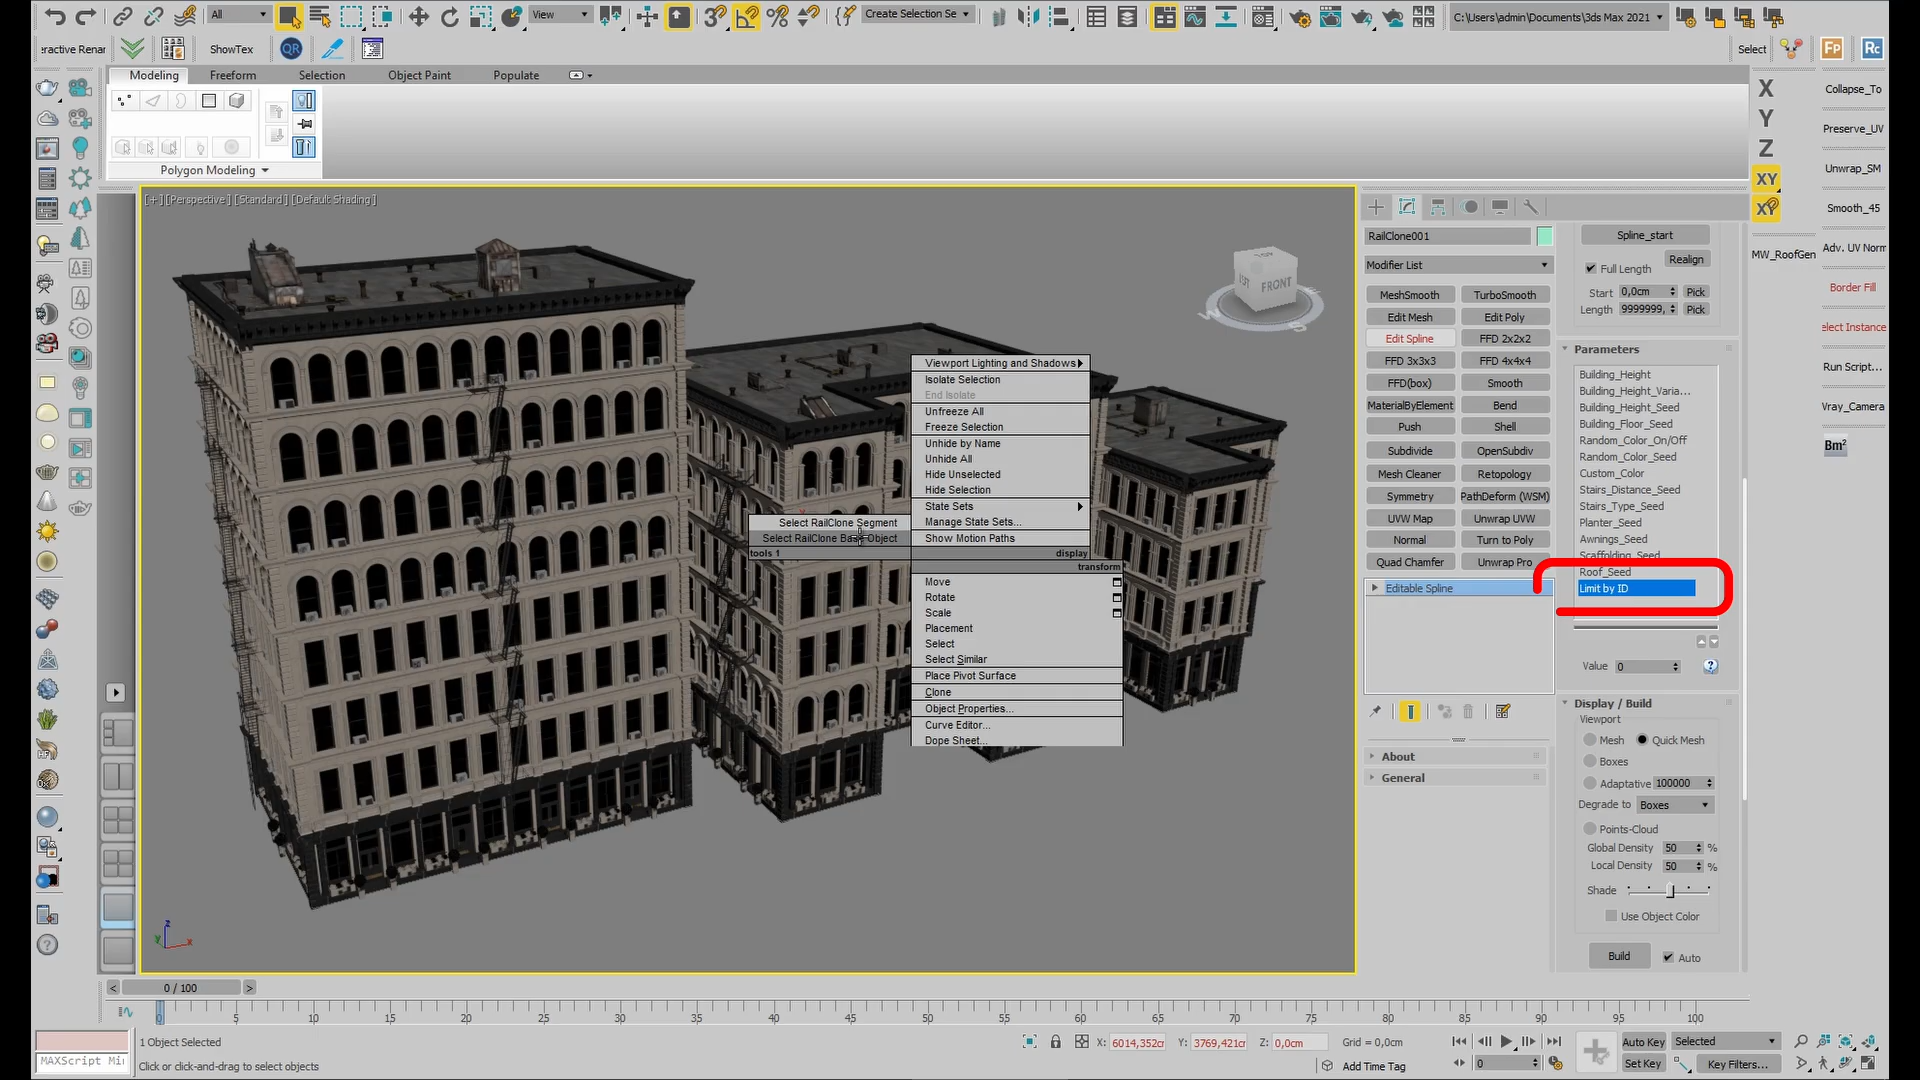 All
View
Create Selection Se
C:\Users\admin\Documents\3ds Max 2021
eractive Renar
ShowTex
QR
Select
Fp
Rc
Modeling
Freeform
Selection
Object Paint
Populate
Polygon Modeling
[+] [Perspective] [Standard] [Default Shading]
TOP
FRONT
Viewport Lighting and Shadows
Isolate Selection
End Isolate
Unfreeze All
Freeze Selection
Unhide by Name
Unhide All
Hide Unselected
Hide Selection
State Sets
Manage State Sets...
Show Motion Paths
display
transform
Select RailClone Segment
Select RailClone Base Object
tools 1
Move
Rotate
Scale
Placement
Select
Select Similar
Place Pivot Surface
Clone
Object Properties...
Curve Editor...
Dope Sheet...
RailClone001
Modifier List
MeshSmooth
TurboSmooth
Edit Mesh
Edit Poly
Edit Spline
FFD 2x2x2
FFD 3x3x3
FFD 4x4x4
FFD(box)
Smooth
MaterialByElement
Bend
Push
Shell
Subdivide
OpenSubdiv
Mesh Cleaner
Retopology
Symmetry
PathDeform (WSM)
UVW Map
Unwrap UVW
Normal
Turn to Poly
Quad Chamfer
Unwrap Pro
Editable Spline
About
General
Spline_start
Full Length
Realign
Start 0,0cm Pick
Length 9999999, Pick
Parameters
Building_Height
Building_Height_Varia...
Building_Height_Seed
Building_Floor_Seed
Random_Color_On/Off
Random_Color_Seed
Custom_Color
Stairs_Distance_Seed
Stairs_Type_Seed
Planter_Seed
Awnings_Seed
Scaffolding_Seed
Roof_Seed
Limit by ID
Value 0
Display / Build
Viewport
Mesh Quick Mesh
Boxes
Adaptative 100000
Degrade to Boxes
Points-Cloud
Global Density 50 %
Local Density 50 %
Shade
Use Object Color
Build Auto
X
Y
Z
XY
XY
MW_RoofGen
Collapse_To
Preserve_UV
Unwrap_SM
Smooth_45
Adv. UV Norm
Border Fill
elect Instance
Run Script...
Vray_Camera
Bm²
z
y
x
0 / 100
0 5 10 15 20 25 30 35 40 45 50 55 60 65 70 75 80 85 90 95 100
1 Object Selected
MAXScript Mi
Click or click-and-drag to select objects
X: 6014,352cr Y: 3769,421cr Z: 0,0cm Grid = 0,0cm
Add Time Tag
0
Auto Key
Selected
Set Key
Key Filters...